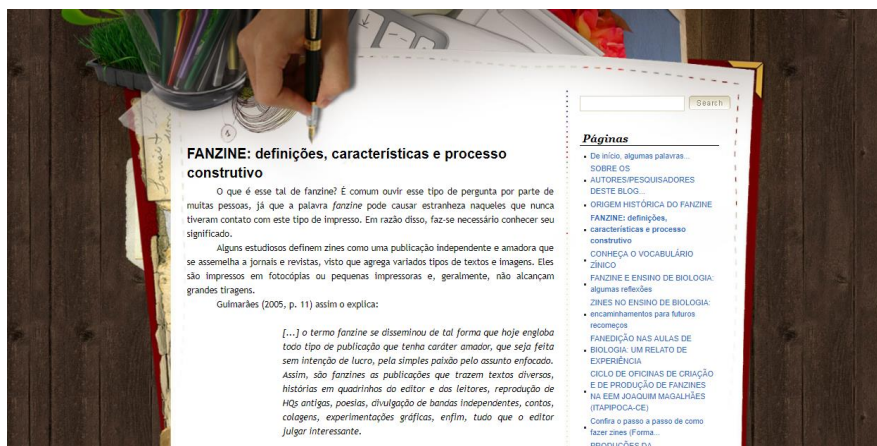 FANZINE: definições, características e processo
construtivo
O que é esse tal de fanzine? É comum ouvir esse tipo de pergunta por parte de
muitas pessoas, já que a palavra fanzine pode causar estranheza naqueles que nunca
tiveram contato com este tipo de impresso. Em razão disso, faz-se necessário conhecer seu
significado.
Alguns estudiosos definem zines como uma publicação independente e amadora que
se assemelha a jornais e revistas, visto que agrega variados tipos de textos e imagens. Eles
são impressos em fotocópias ou pequenas impressoras e, geralmente, não alcançam
grandes tiragens.
Guimarães (2005, p. 11) assim o explica:
[...] o termo fanzine se disseminou de tal forma que hoje engloba
todo tipo de publicação que tenha caráter amador, que seja feita
sem intenção de lucro, pela simples paixão pelo assunto enfocado.
Assim, são fanzines as publicações que trazem textos diversos,
histórias em quadrinhos do editor e dos leitores, reprodução de
HQs antigas, poesias, divulgação de bandas independentes, contos,
colagens, experimentações gráficas, enfim, tudo que o editor
julgar interessante.
Search
Páginas
De início, algumas palavras...
SOBRE OS
AUTORES/PESQUISADORES
DESTE BLOG...
ORIGEM HISTÓRICA DO FANZINE
FANZINE: definições,
características e processo
construtivo
CONHEÇA O VOCABULÁRIO
ZÍNICO
FANZINE E ENSINO DE BIOLOGIA:
algumas reflexões
ZINES NO ENSINO DE BIOLOGIA:
encaminhamentos para futuros
recomeços
FANEDIÇÃO NAS AULAS DE
BIOLOGIA: UM RELATO DE
EXPERIÊNCIA
CICLO DE OFICINAS DE CRIAÇÃO
E DE PRODUÇÃO DE FANZINES
NA EEM JOAQUIM MAGALHÃES
(ITAPIPOCA-CE)
Confira o passo a passo de como
fazer zines (Forma...
PRODUÇÕES DA